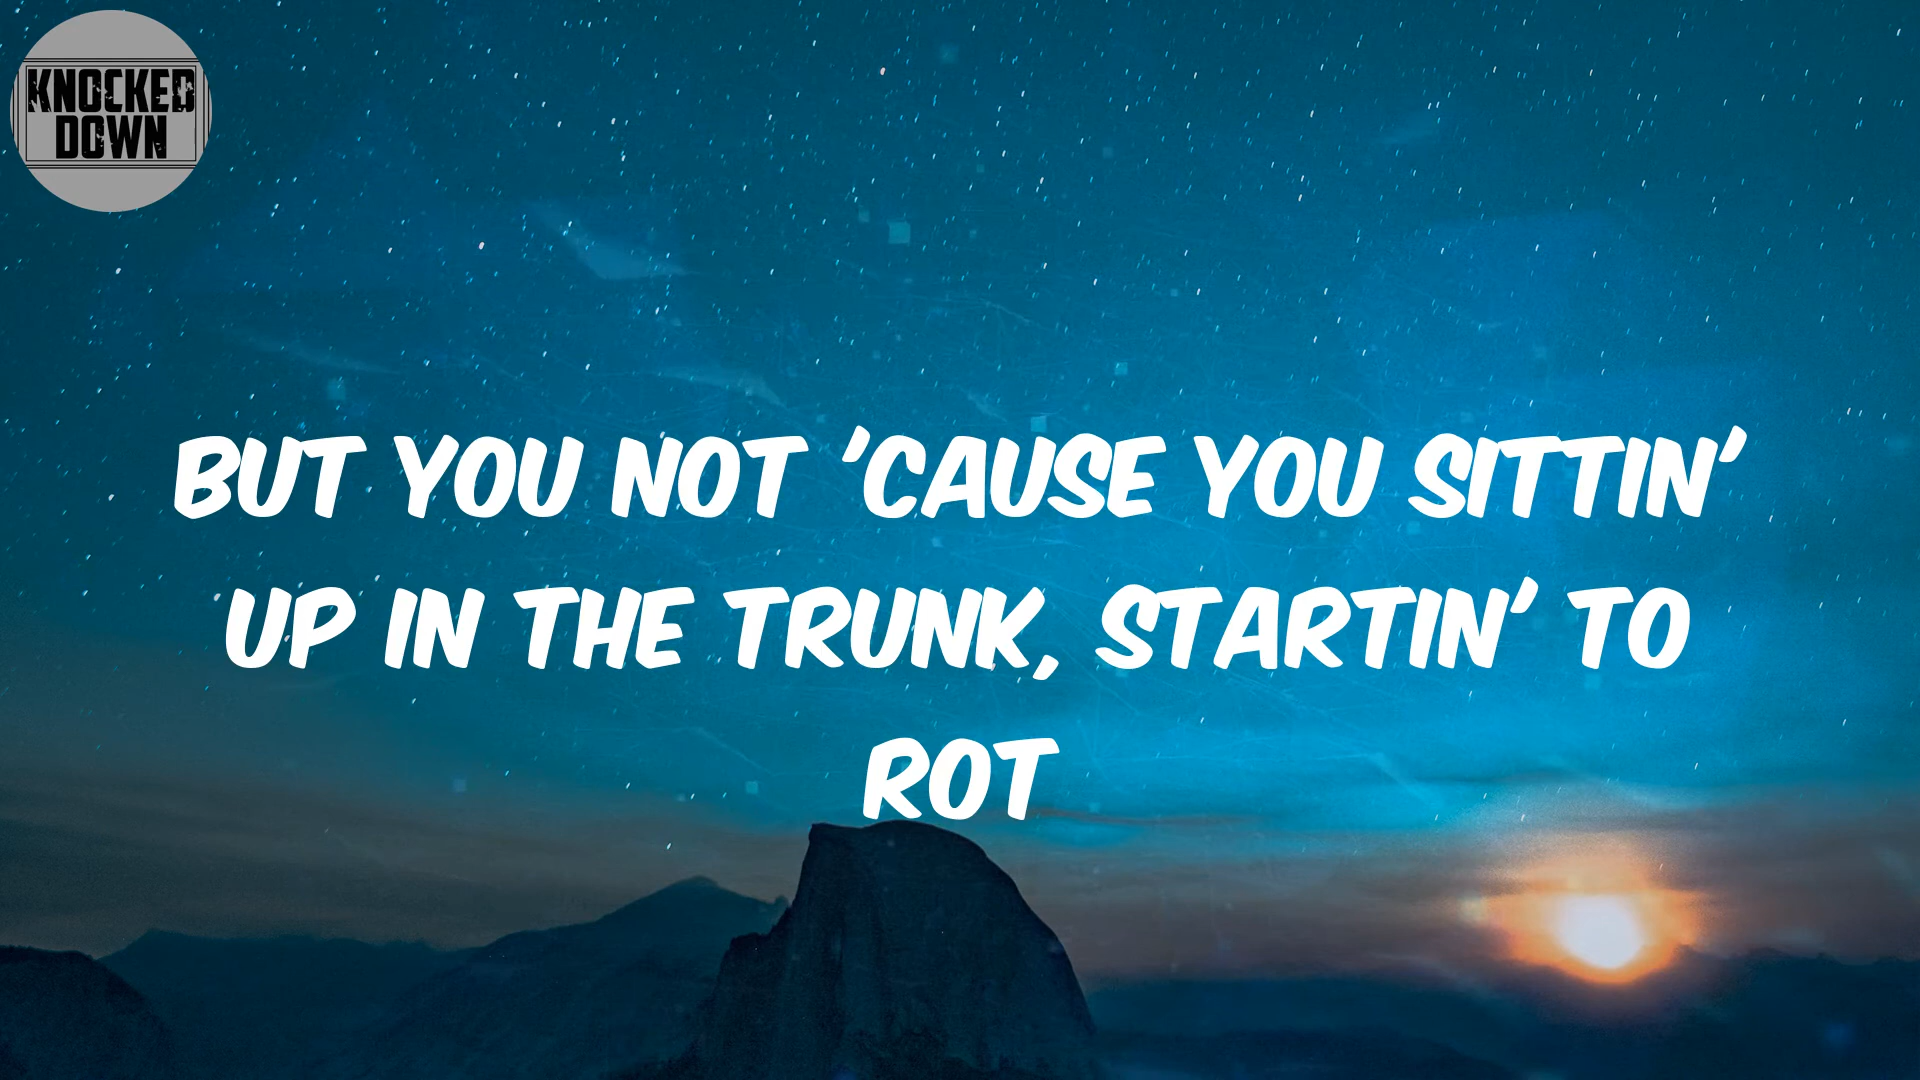 KNOCKED
DOWN
BUT YOU NOT 'CAUSE YOU SITTIN'
UP IN THE TRUNK, STARTIN' TO
ROT